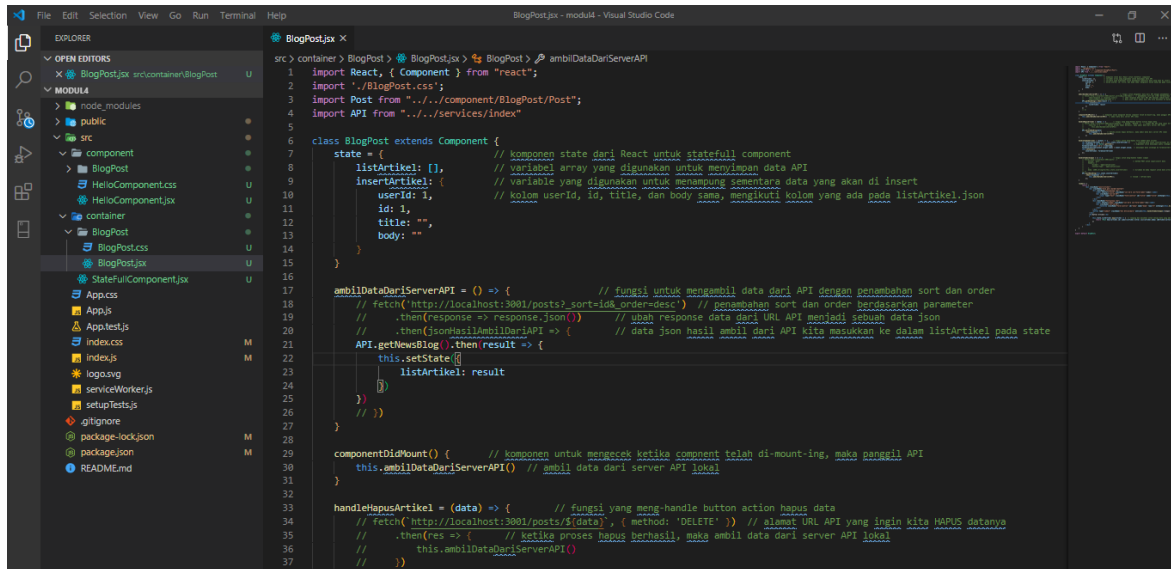 File Edit Selection View Go Run Terminal Help
BlogPost.jsx - modul4 - Visual Studio Code
EXPLORER
OPEN EDITORS
BlogPost.jsx src\container\BlogPost U
MODUL4
node_modules
public
src
component
BlogPost
HelloComponent.css U
HelloComponent.jsx U
container
BlogPost
BlogPost.css U
BlogPost.jsx U
StateFullComponent.jsx U
App.css
App.js
App.test.js
index.css M
index.js M
logo.svg
serviceWorker.js
setupTests.js
.gitignore
package-lock.json M
package.json M
README.md
BlogPost.jsx
src > container > BlogPost > BlogPost.jsx > BlogPost > ambilDataDariServerAPI
1 import React, { Component } from "react";
2 import './BlogPost.css';
3 import Post from "../../component/BlogPost/Post";
4 import API from "../../services/index"
5
6 class BlogPost extends Component {
7 state = { // komponen state dari React untuk statefull component
8 listArtikel: [], // variabel array yang digunakan untuk menyimpan data API
9 insertArtikel: { // variable yang digunakan untuk menampung sementara data yang akan di insert
10 userId: 1, // kolom userId, id, title, dan body sama, mengikuti kolom yang ada pada listArtikel.json
11 id: 1,
12 title: "",
13 body: ""
14 }
15 }
16
17 ambilDataDariServerAPI = () => { // fungsi untuk mengambil data dari API dengan penambahan sort dan order
18 // fetch('http://localhost:3001/posts?_sort=id&_order=desc') // penambahan sort dan order berdasarkan parameter
19 // .then(response => response.json()) // ubah response data dari URL API menjadi sebuah data json
20 // .then(jsonHasilAmbilDariAPI => { // data json hasil ambil dari API kita masukkan ke dalam listArtikel pada state
21 API.getNewsBlog().then(result => {
22 this.setState({
23 listArtikel: result
24 })
25 })
26 // })
27 }
28
29 componentDidMount() { // komponen untuk mengecek ketika compnent telah di-mount-ing, maka panggil API
30 this.ambilDataDariServerAPI() // ambil data dari server API lokal
31 }
32
33 handleHapusArtikel = (data) => { // fungsi yang meng-handle button action hapus data
34 // fetch(`http://localhost:3001/posts/${data}`, { method: 'DELETE' }) // alamat URL API yang ingin kita HAPUS datanya
35 // .then(res => { // ketika proses hapus berhasil, maka ambil data dari server API lokal
36 // this.ambilDataDariServerAPI()
37 // })